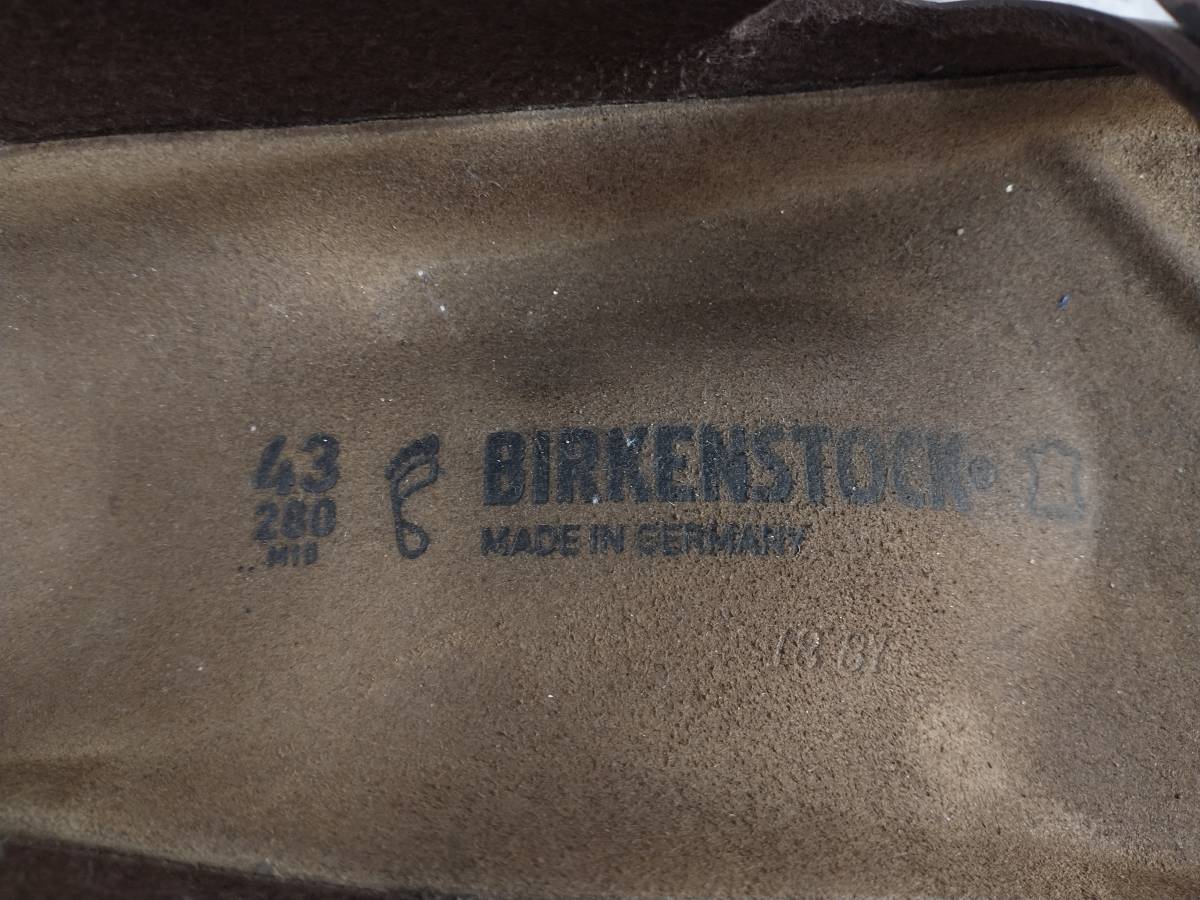 43
280
M10
BIRKENSTOCK®
MADE IN GERMANY